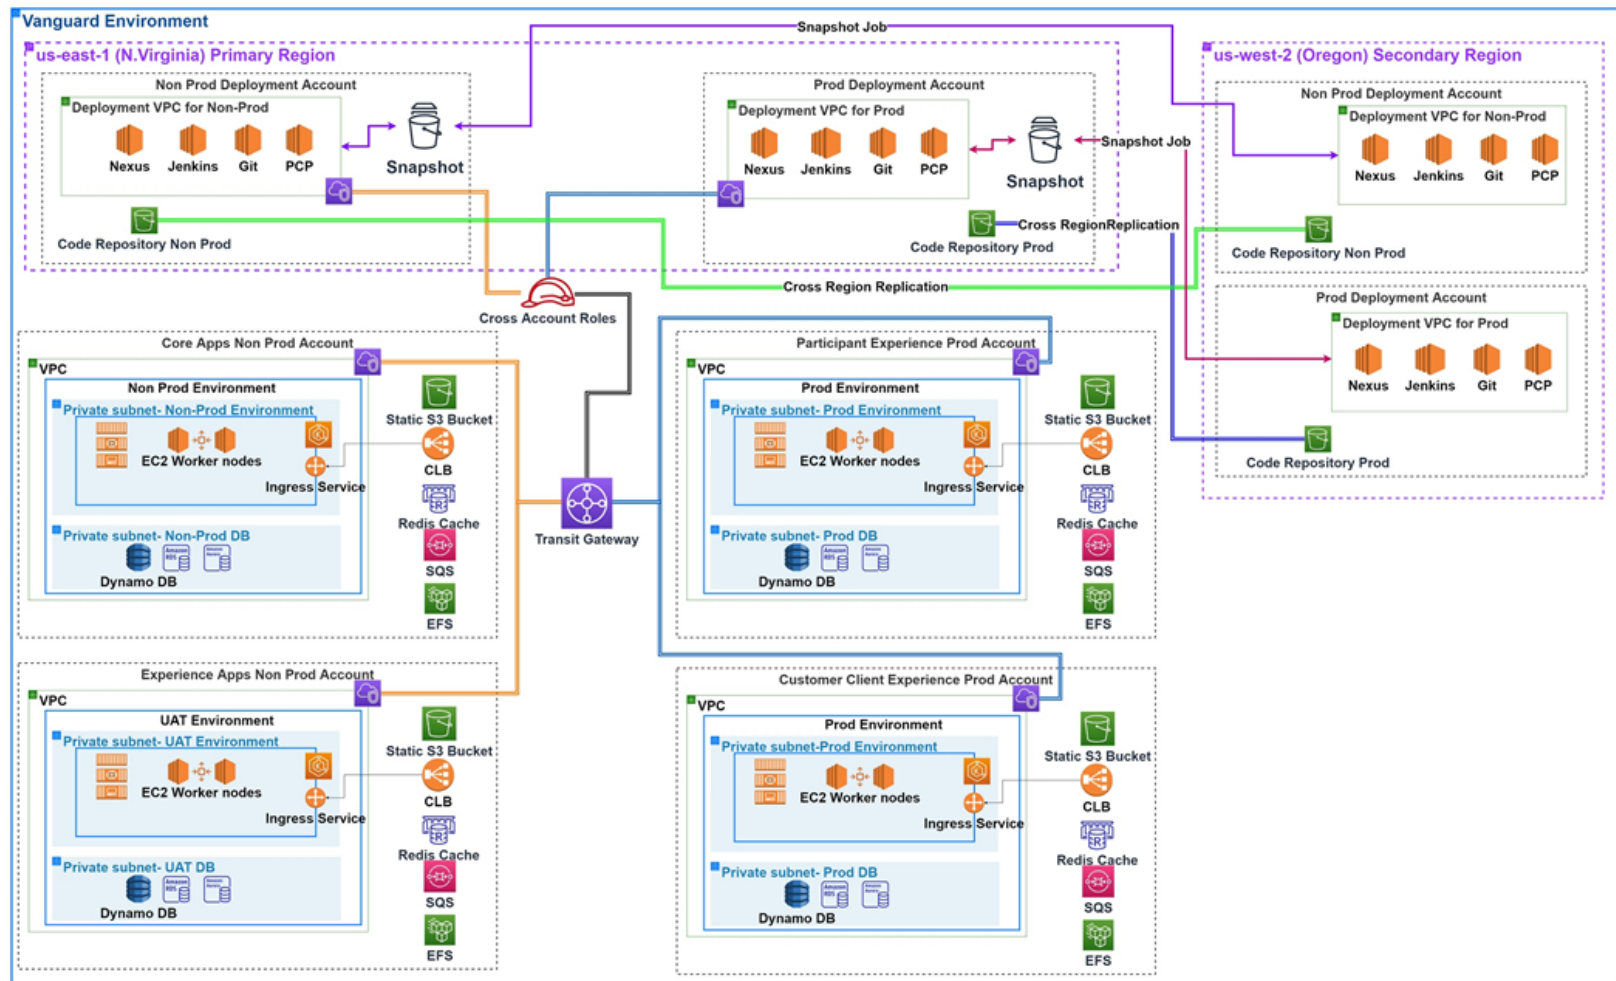 Vanguard Environment
Snapshot Job
us-east-1 (N.Virginia) Primary Region
us-west-2 (Oregon) Secondary Region
Non Prod Deployment Account
Deployment VPC for Non-Prod
Nexus
Jenkins
Git
PCP
Snapshot
Code Repository Non Prod
Prod Deployment Account
Deployment VPC for Prod
Nexus
Jenkins
Git
PCP
Snapshot
Snapshot Job
Cross RegionReplication
Code Repository Prod
Non Prod Deployment Account
Deployment VPC for Non-Prod
Nexus
Jenkins
Git
PCP
Code Repository Non Prod
Prod Deployment Account
Deployment VPC for Prod
Nexus
Jenkins
Git
PCP
Code Repository Prod
Cross Region Replication
Cross Account Roles
Transit Gateway
Core Apps Non Prod Account
VPC
Non Prod Environment
Private subnet- Non-Prod Environment
EC2 Worker nodes
Ingress Service
Private subnet- Non-Prod DB
Dynamo DB
Amazon
RDS
Static S3 Bucket
CLB
R
Redis Cache
SQS
EFS
Participant Experience Prod Account
VPC
Prod Environment
Private subnet- Prod Environment
EC2 Worker nodes
Ingress Service
Private subnet- Prod DB
Dynamo DB
Amazon
RDS
Static S3 Bucket
CLB
R
Redis Cache
SQS
EFS
Experience Apps Non Prod Account
VPC
UAT Environment
Private subnet- UAT Environment
EC2 Worker nodes
Ingress Service
Private subnet- UAT DB
Dynamo DB
Amazon
RDS
Static S3 Bucket
CLB
R
Redis Cache
SQS
EFS
Customer Client Experience Prod Account
VPC
Prod Environment
Private subnet-Prod Environment
EC2 Worker nodes
Ingress Service
Private subnet- Prod DB
Dynamo DB
Amazon
RDS
Static S3 Bucket
CLB
R
Redis Cache
SQS
EFS